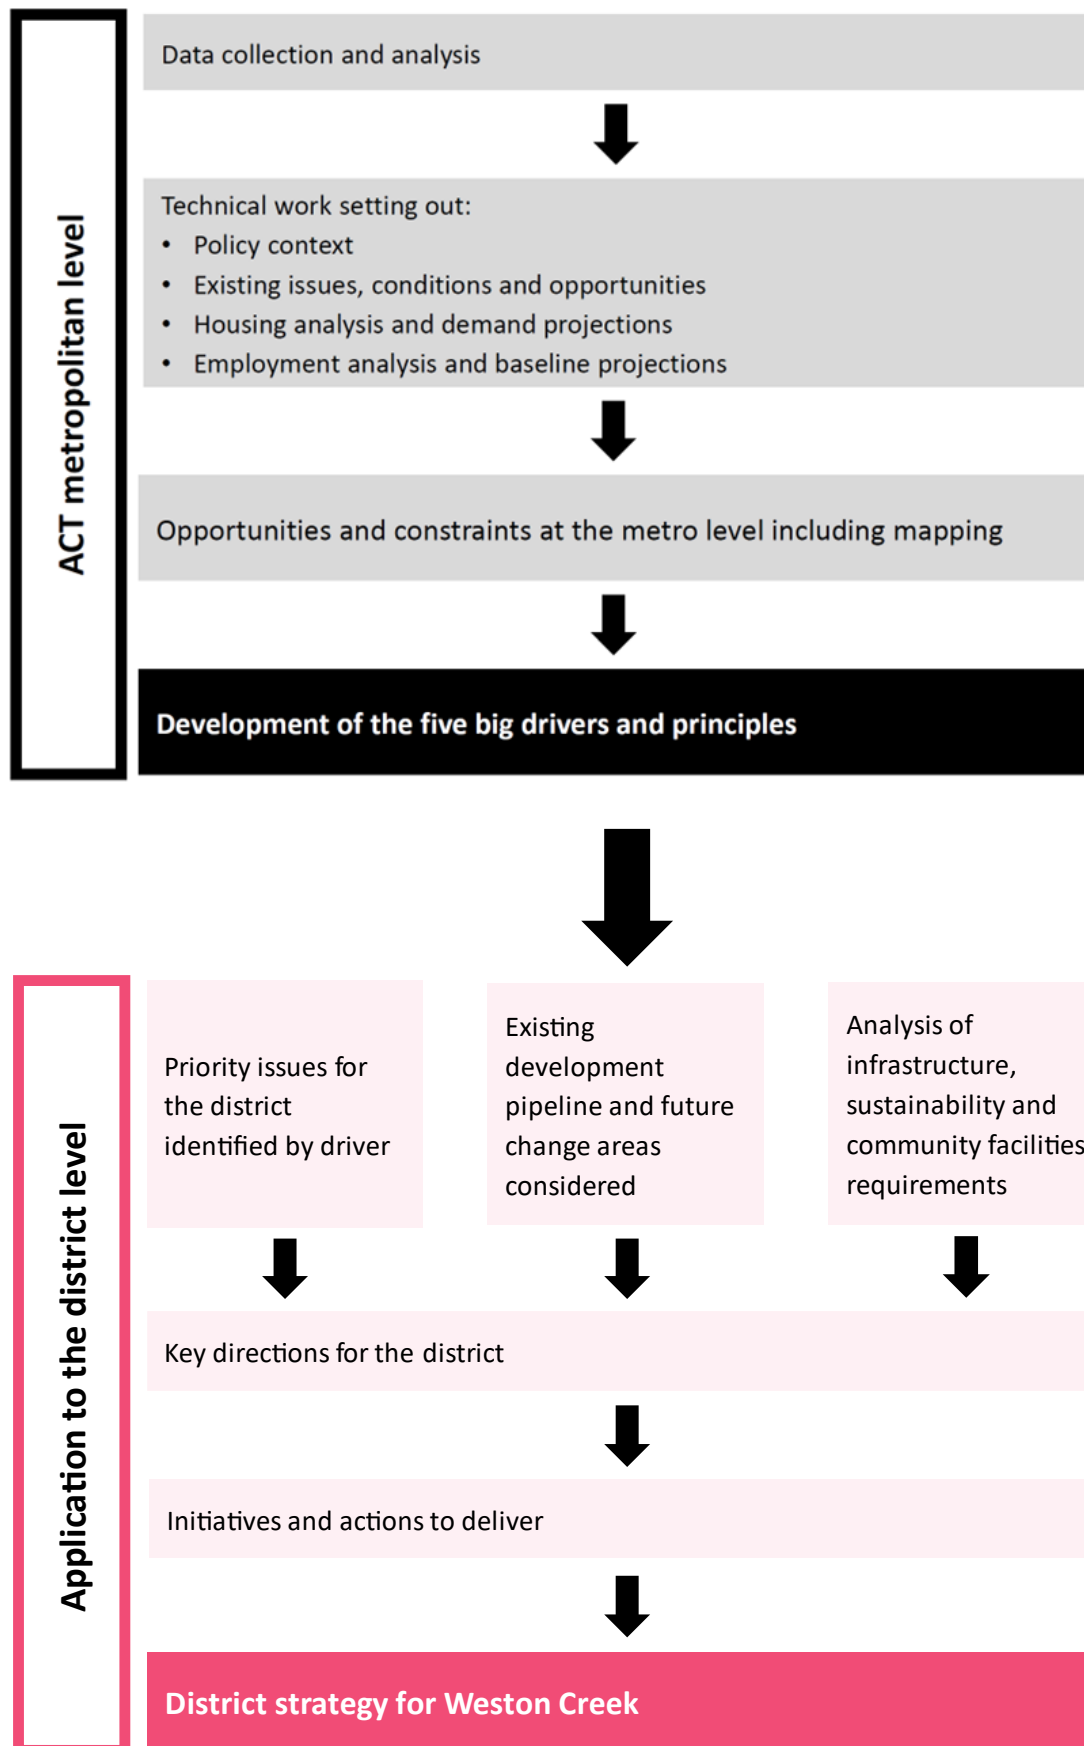 ACT metropolitan level
Data collection and analysis
Technical work setting out:
• Policy context
• Existing issues, conditions and opportunities
• Housing analysis and demand projections
• Employment analysis and baseline projections
Opportunities and constraints at the metro level including mapping
Development of the five big drivers and principles
Application to the district level
Priority issues for
the district
identified by driver
Existing
development
pipeline and future
change areas
considered
Analysis of
infrastructure,
sustainability and
community facilities
requirements
Key directions for the district
Initiatives and actions to deliver
District strategy for Weston Creek